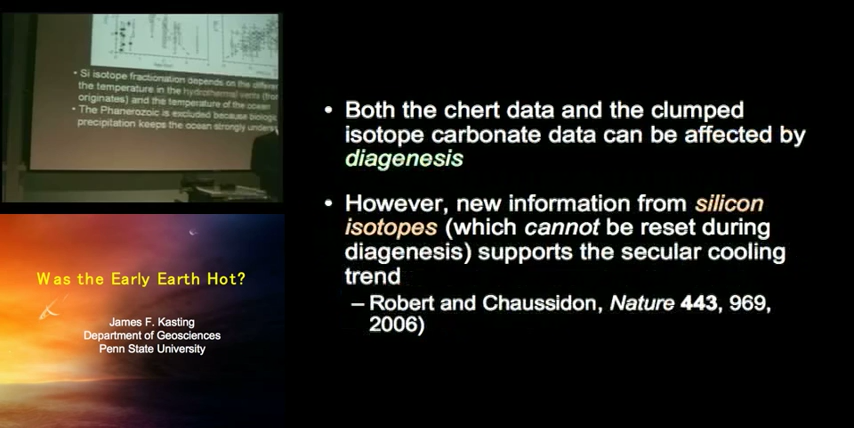 • Si isotope fractionation depends on the
the temperature in the hydrothermal vents
originates) and the temperature of the ocean
• The Phanerozoic is excluded because
precipitation keeps the ocean strongly
Was the Early Earth Hot?
James F. Kasting
Department of Geosciences
Penn State University
• Both the chert data and the clumped
isotope carbonate data can be affected by
diagenesis
• However, new information from silicon
isotopes (which cannot be reset during
diagenesis) supports the secular cooling
trend
– Robert and Chaussidon, Nature 443, 969,
2006)